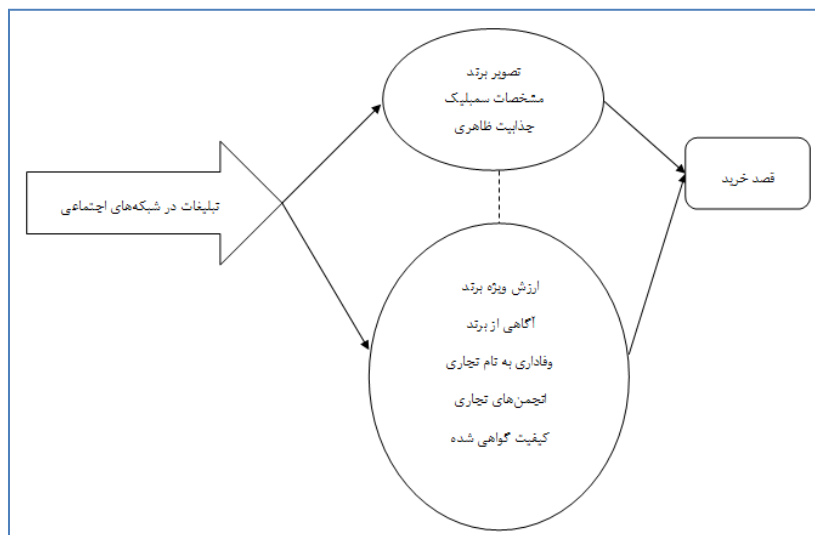 تصویر برند
مشخصات سمبلیک
جذابیت ظاهری
قصد خرید
تبلیغات در شبکه‌های اجتماعی
ارزش ویژه برند
آگاهی از برند
وفاداری به نام تجاری
انجمن‌های تجاری
کیفیت گواهی شده